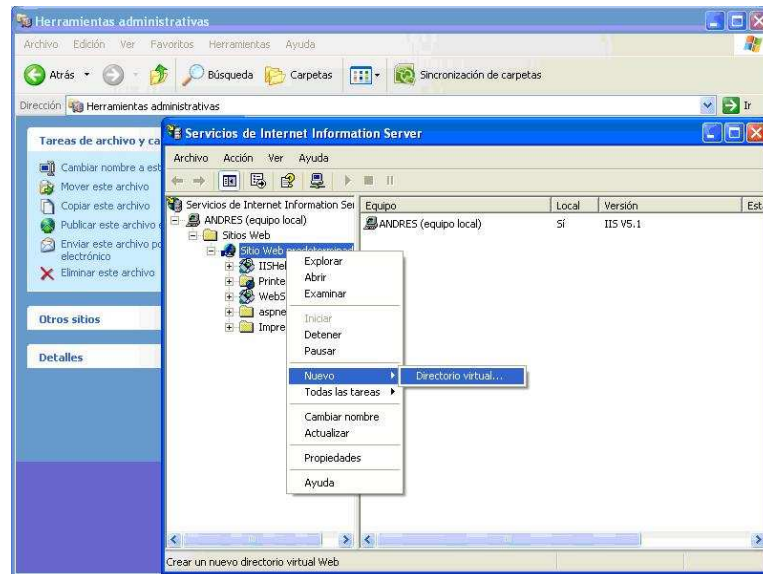 Herramientas administrativas
Archivo Edición Ver Favoritos Herramientas Ayuda
Atrás Búsqueda Carpetas Sincronización de carpetas
Dirección Herramientas administrativas Ir
Tareas de archivo y ca
Cambiar nombre a est
Mover este archivo
Copiar este archivo
Publicar este archivo e
Enviar este archivo po
electrónico
Eliminar este archivo
Otros sitios
Detalles
Servicios de Internet Information Server
Archivo Acción Ver Ayuda
Servicios de Internet Information Ser
ANDRES (equipo local)
Sitios Web
Sitio Web predeterminad
IISHel
Printe
WebS
aspne
Impre
Equipo Local Versión Est
ANDRES (equipo local) Sí IIS V5.1
Explorar
Abrir
Examinar
Iniciar
Detener
Pausar
Nuevo
Directorio virtual...
Todas las tareas
Cambiar nombre
Actualizar
Propiedades
Ayuda
Crear un nuevo directorio virtual Web